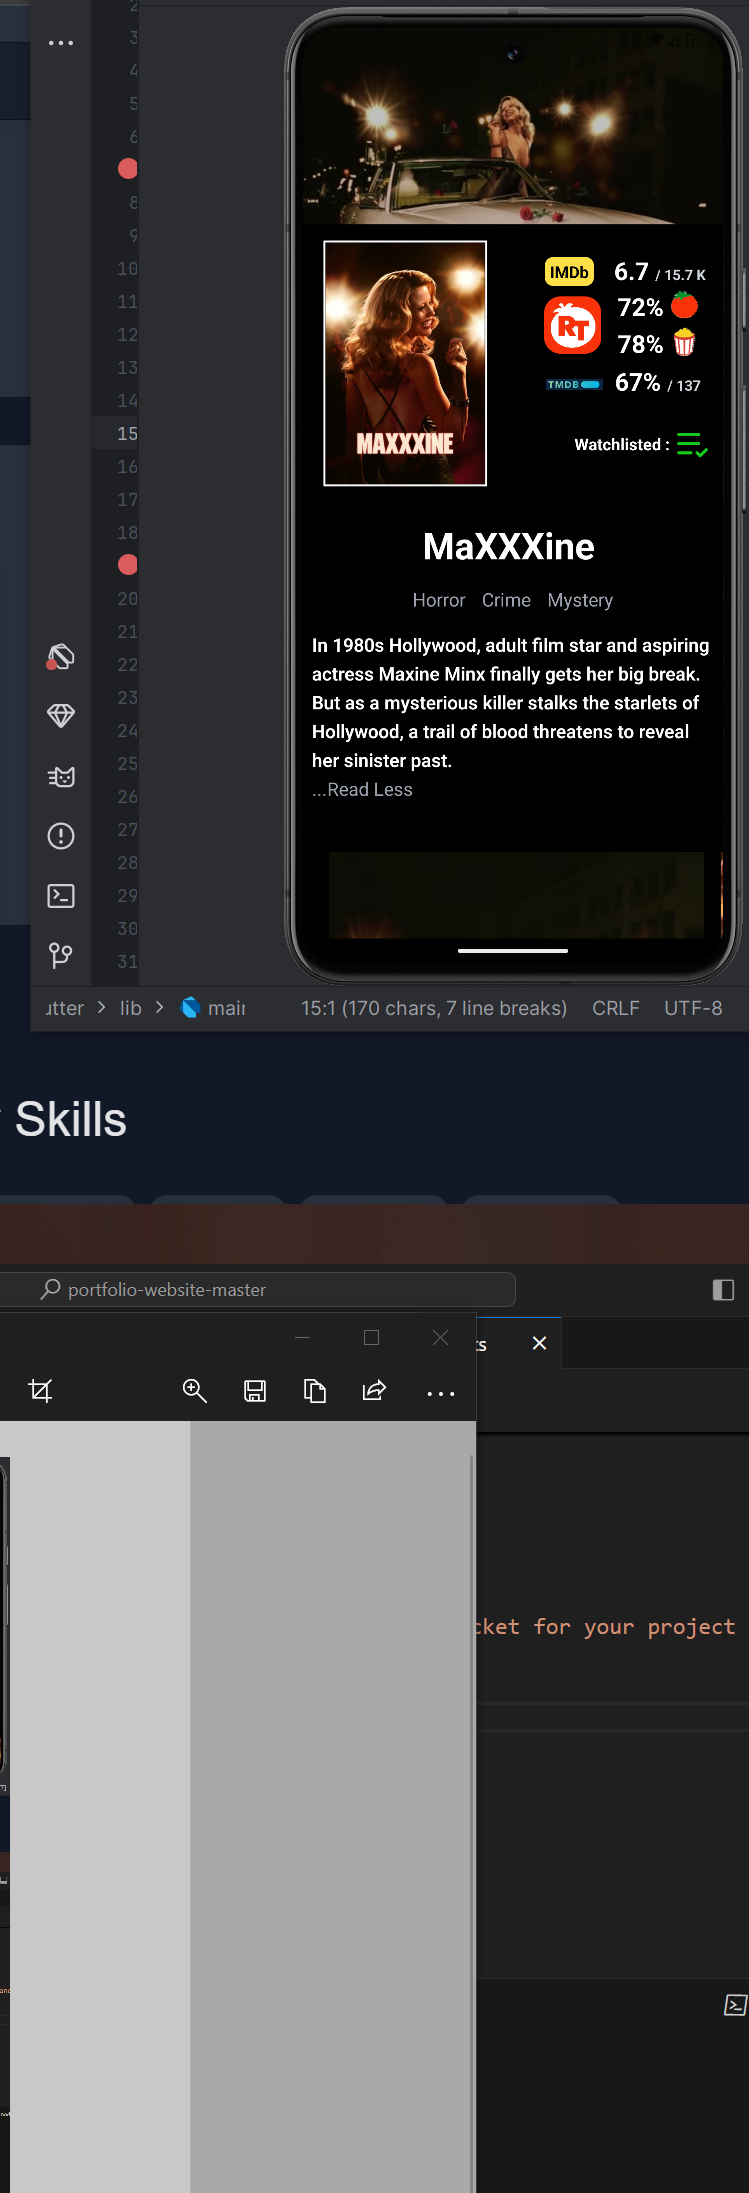 2
3
4
5
6
8
9
10
11
12
13
14
15
16
17
18
20
21
22
23
24
25
26
27
28
29
30
31
MAXXXINE
IMDb 6.7 / 15.7 K
RT 72%
78%
TMDB 67% / 137
Watchlisted :
MaXXXine
Horror Crime Mystery
In 1980s Hollywood, adult film star and aspiring
actress Maxine Minx finally gets her big break.
But as a mysterious killer stalks the starlets of
Hollywood, a trail of blood threatens to reveal
her sinister past.
...Read Less
utter > lib > main 15:1 (170 chars, 7 line breaks) CRLF UTF-8
Skills
portfolio-website-master
ts
cket for your project